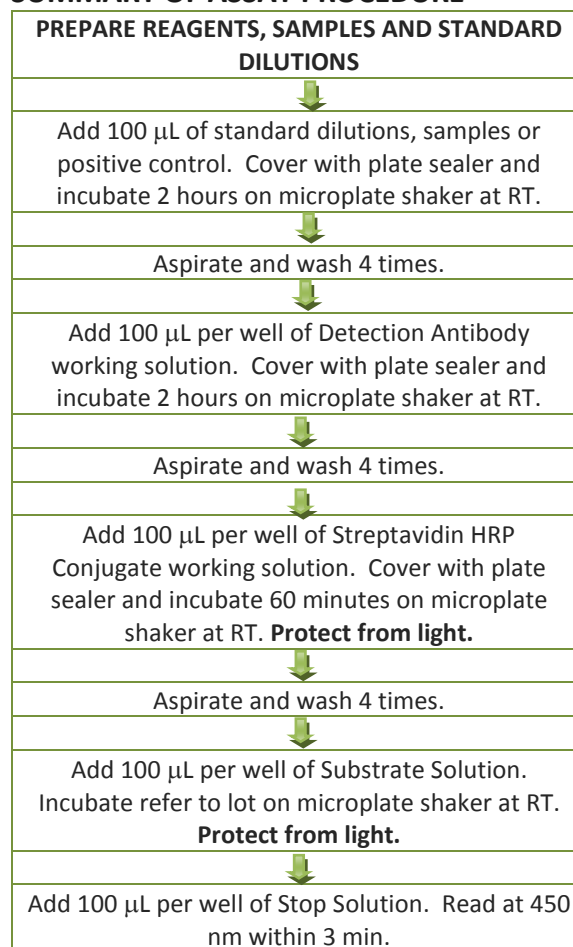 SUMMARY OF ASSAY PROCEDURE
PREPARE REAGENTS, SAMPLES AND STANDARD
DILUTIONS
Add 100 μL of standard dilutions, samples or
positive control.  Cover with plate sealer and
incubate 2 hours on microplate shaker at RT.
Aspirate and wash 4 times.
Add 100 μL per well of Detection Antibody
working solution.  Cover with plate sealer and
incubate 2 hours on microplate shaker at RT.
Aspirate and wash 4 times.
Add 100 μL per well of Streptavidin HRP
Conjugate working solution.  Cover with plate
sealer and incubate 60 minutes on microplate
shaker at RT. Protect from light.
Aspirate and wash 4 times.
Add 100 μL per well of Substrate Solution.
Incubate refer to lot on microplate shaker at RT.
Protect from light.
Add 100 μL per well of Stop Solution.  Read at 450
nm within 3 min.